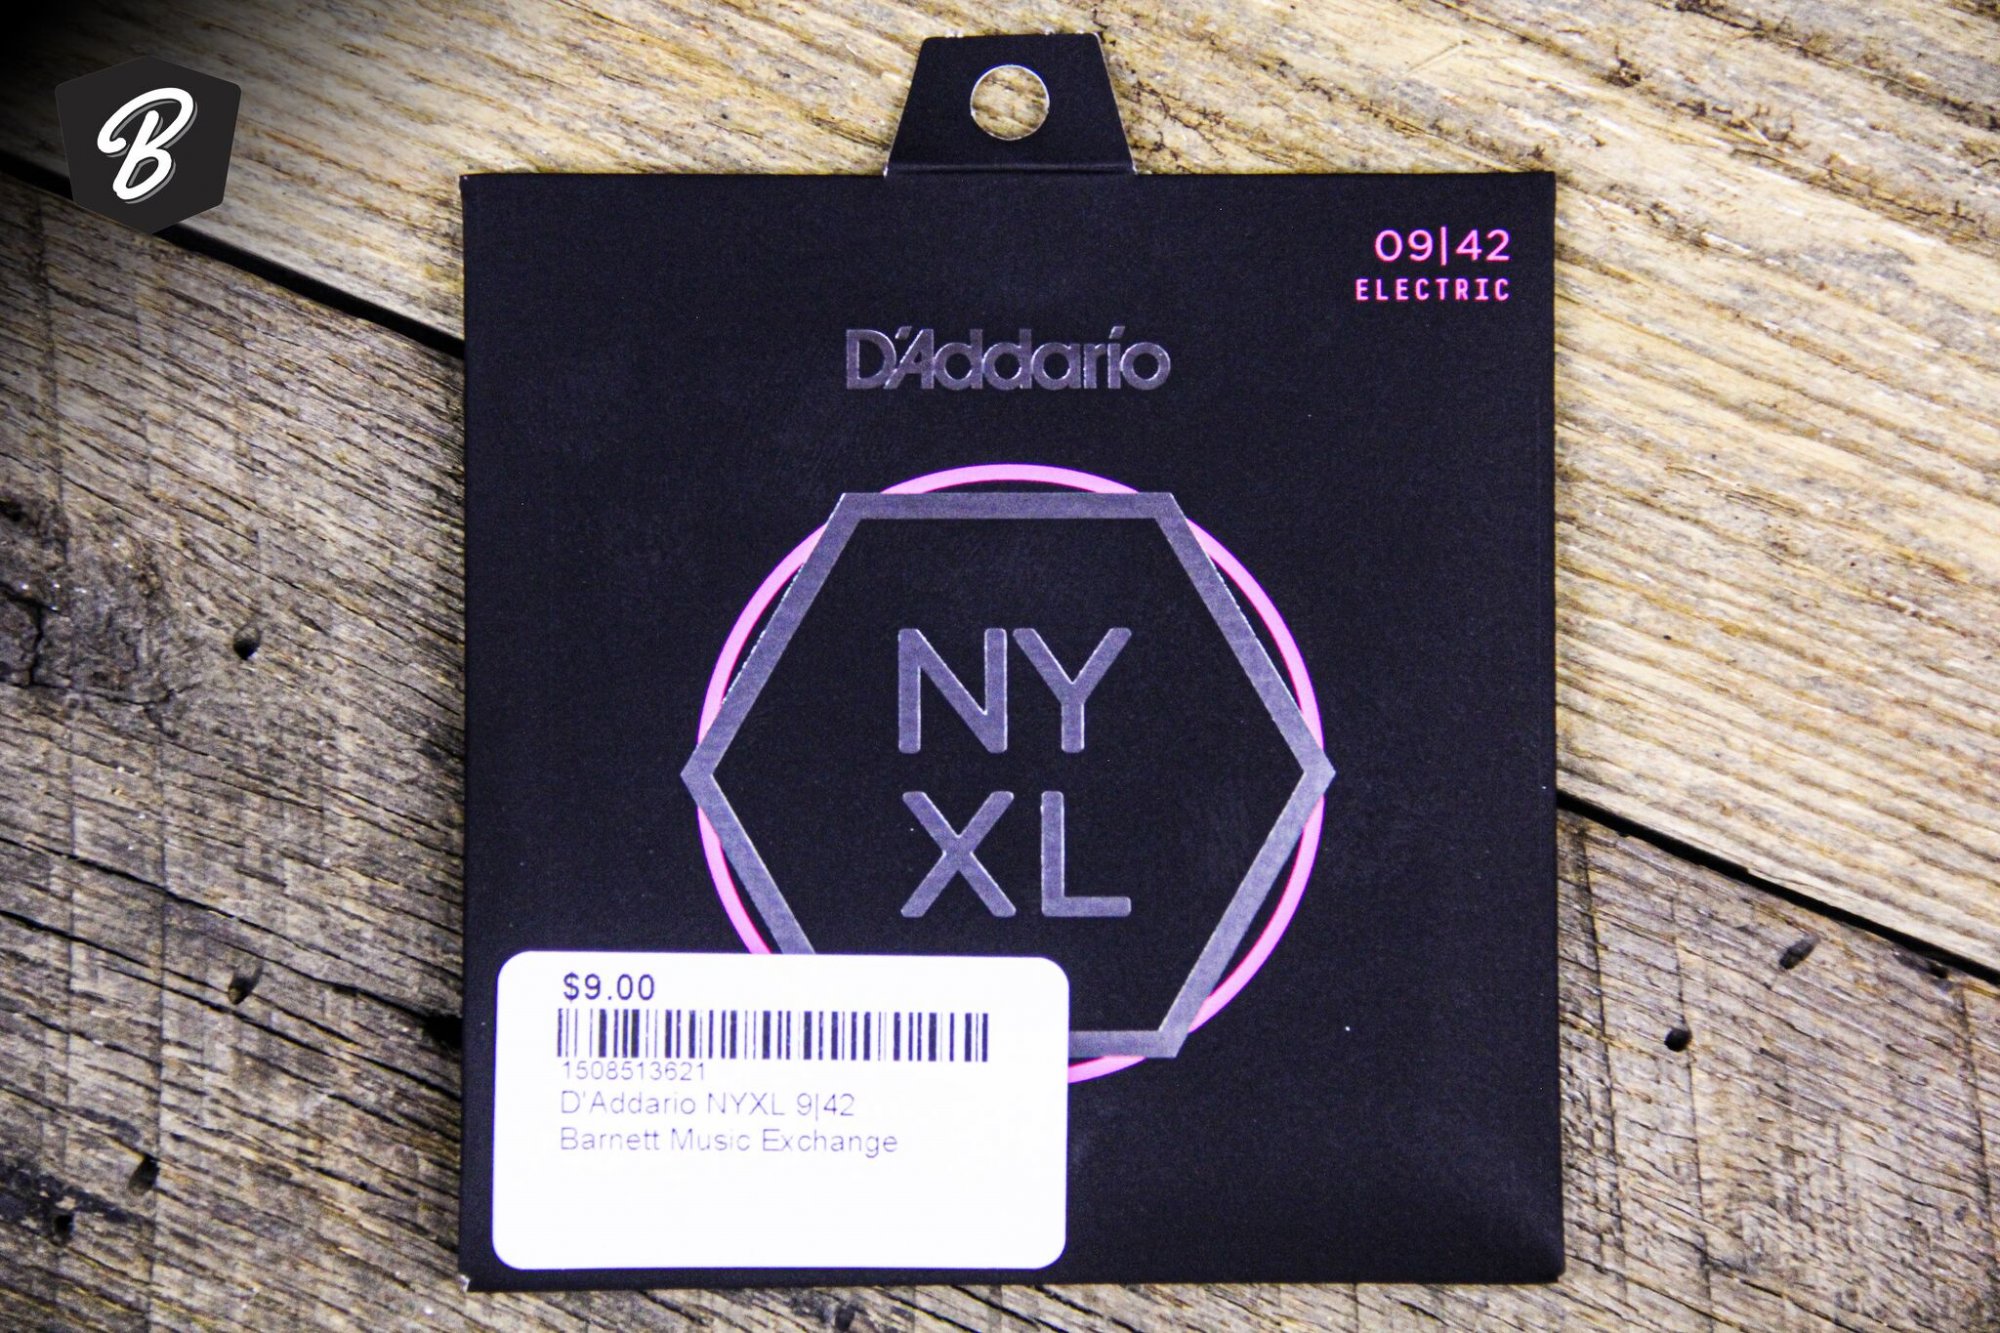 B
09|42
ELECTRIC
D'Addario
NY
XL
$9.00
1508513621
D'Addario NYXL 9|42
Barnett Music Exchange